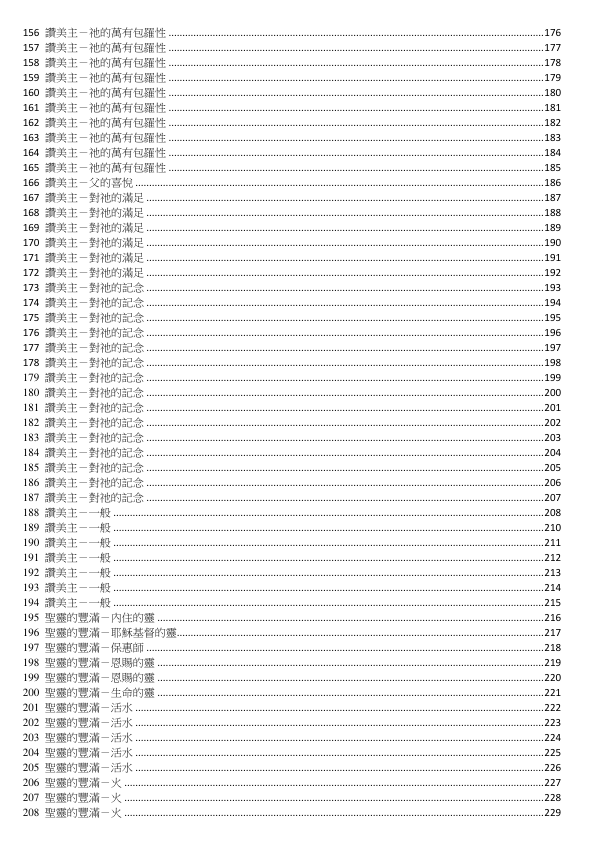 156 讚美主－祂的萬有包羅性 ........ 176
157 讚美主－祂的萬有包羅性 ........ 177
158 讚美主－祂的萬有包羅性 ........ 178
159 讚美主－祂的萬有包羅性 ........ 179
160 讚美主－祂的萬有包羅性 ........ 180
161 讚美主－祂的萬有包羅性 ........ 181
162 讚美主－祂的萬有包羅性 ........ 182
163 讚美主－祂的萬有包羅性 ........ 183
164 讚美主－祂的萬有包羅性 ........ 184
165 讚美主－祂的萬有包羅性 ........ 185
166 讚美主－父的喜悅 ........ 186
167 讚美主－對祂的滿足 ........ 187
168 讚美主－對祂的滿足 ........ 188
169 讚美主－對祂的滿足 ........ 189
170 讚美主－對祂的滿足 ........ 190
171 讚美主－對祂的滿足 ........ 191
172 讚美主－對祂的滿足 ........ 192
173 讚美主－對祂的記念 ........ 193
174 讚美主－對祂的記念 ........ 194
175 讚美主－對祂的記念 ........ 195
176 讚美主－對祂的記念 ........ 196
177 讚美主－對祂的記念 ........ 197
178 讚美主－對祂的記念 ........ 198
179 讚美主－對祂的記念 ........ 199
180 讚美主－對祂的記念 ........ 200
181 讚美主－對祂的記念 ........ 201
182 讚美主－對祂的記念 ........ 202
183 讚美主－對祂的記念 ........ 203
184 讚美主－對祂的記念 ........ 204
185 讚美主－對祂的記念 ........ 205
186 讚美主－對祂的記念 ........ 206
187 讚美主－對祂的記念 ........ 207
188 讚美主－一般 ........ 208
189 讚美主－一般 ........ 210
190 讚美主－一般 ........ 211
191 讚美主－一般 ........ 212
192 讚美主－一般 ........ 213
193 讚美主－一般 ........ 214
194 讚美主－一般 ........ 215
195 聖靈的豐滿－內住的靈 ........ 216
196 聖靈的豐滿－耶穌基督的靈 ........ 217
197 聖靈的豐滿－保惠師 ........ 218
198 聖靈的豐滿－恩賜的靈 ........ 219
199 聖靈的豐滿－恩賜的靈 ........ 220
200 聖靈的豐滿－生命的靈 ........ 221
201 聖靈的豐滿－活水 ........ 222
202 聖靈的豐滿－活水 ........ 223
203 聖靈的豐滿－活水 ........ 224
204 聖靈的豐滿－活水 ........ 225
205 聖靈的豐滿－活水 ........ 226
206 聖靈的豐滿－火 ........ 227
207 聖靈的豐滿－火 ........ 228
208 聖靈的豐滿－火 ........ 229